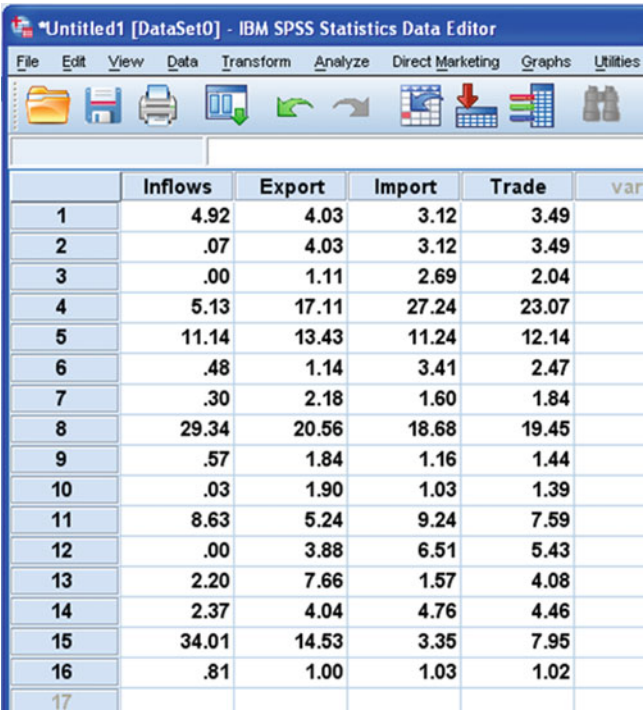 *Untitled1 [DataSet0] - IBM SPSS Statistics Data Editor
File Edit View Data Transform Analyze Direct Marketing Graphs Utilities
Inflows Export Import Trade var
1 4.92 4.03 3.12 3.49
2 .07 4.03 3.12 3.49
3 .00 1.11 2.69 2.04
4 5.13 17.11 27.24 23.07
5 11.14 13.43 11.24 12.14
6 .48 1.14 3.41 2.47
7 .30 2.18 1.60 1.84
8 29.34 20.56 18.68 19.45
9 .57 1.84 1.16 1.44
10 .03 1.90 1.03 1.39
11 8.63 5.24 9.24 7.59
12 .00 3.88 6.51 5.43
13 2.20 7.66 1.57 4.08
14 2.37 4.04 4.76 4.46
15 34.01 14.53 3.35 7.95
16 .81 1.00 1.03 1.02
17